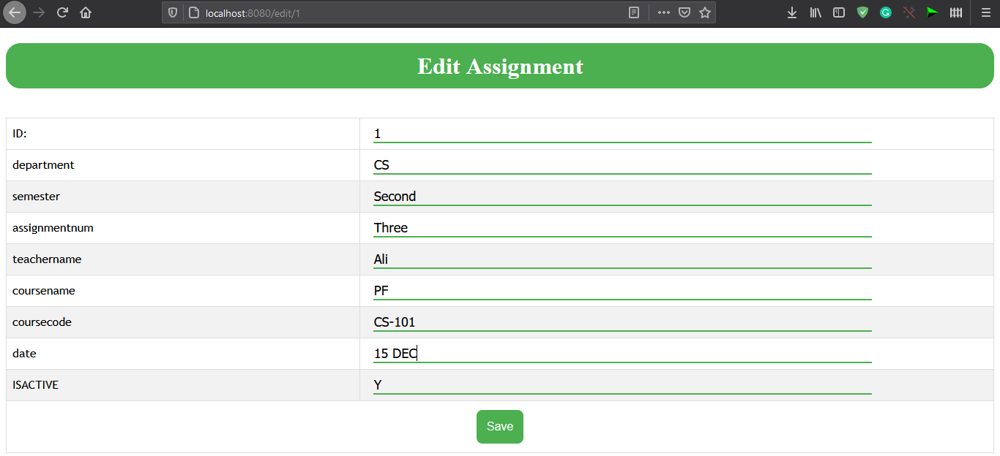 localhost:8080/edit/1
Edit Assignment
ID: 1
department CS
semester Second
assignmentnum Three
teachername Ali
coursename PF
coursecode CS-101
date 15 DEC
ISACTIVE Y
Save